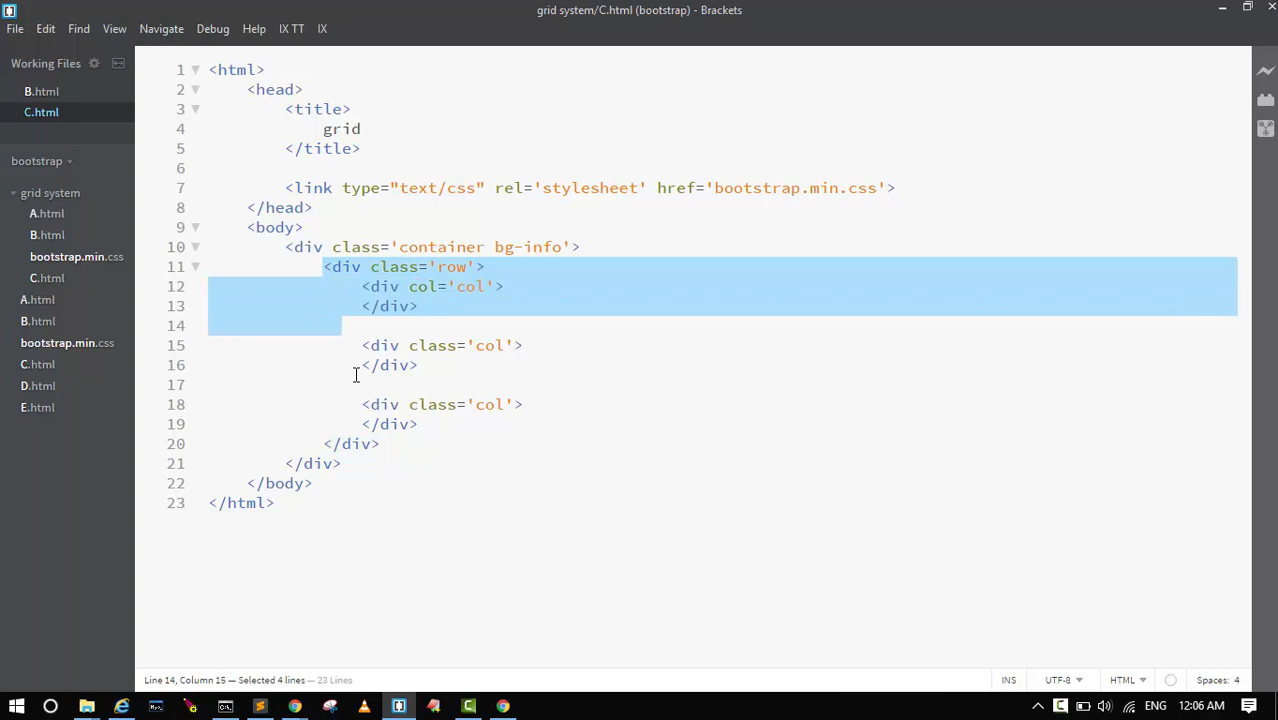 grid system/C.html (bootstrap) - Brackets
File Edit Find View Navigate Debug Help IX TT IX
Working Files
B.html
C.html
bootstrap
grid system
A.html
B.html
bootstrap.min.css
C.html
A.html
B.html
bootstrap.min.css
C.html
D.html
E.html
1 <html>
2 <head>
3 <title>
4 grid
5 </title>
6
7 <link type="text/css" rel='stylesheet' href='bootstrap.min.css'>
8 </head>
9 <body>
10 <div class='container bg-info'>
11 <div class='row'>
12 <div col='col'>
13 </div>
14
15 <div class='col'>
16 </div>
17
18 <div class='col'>
19 </div>
20 </div>
21 </div>
22 </body>
23 </html>
Line 14, Column 15 — Selected 4 lines — 23 Lines
INS UTF-8 HTML Spaces: 4
ENG 12:06 AM